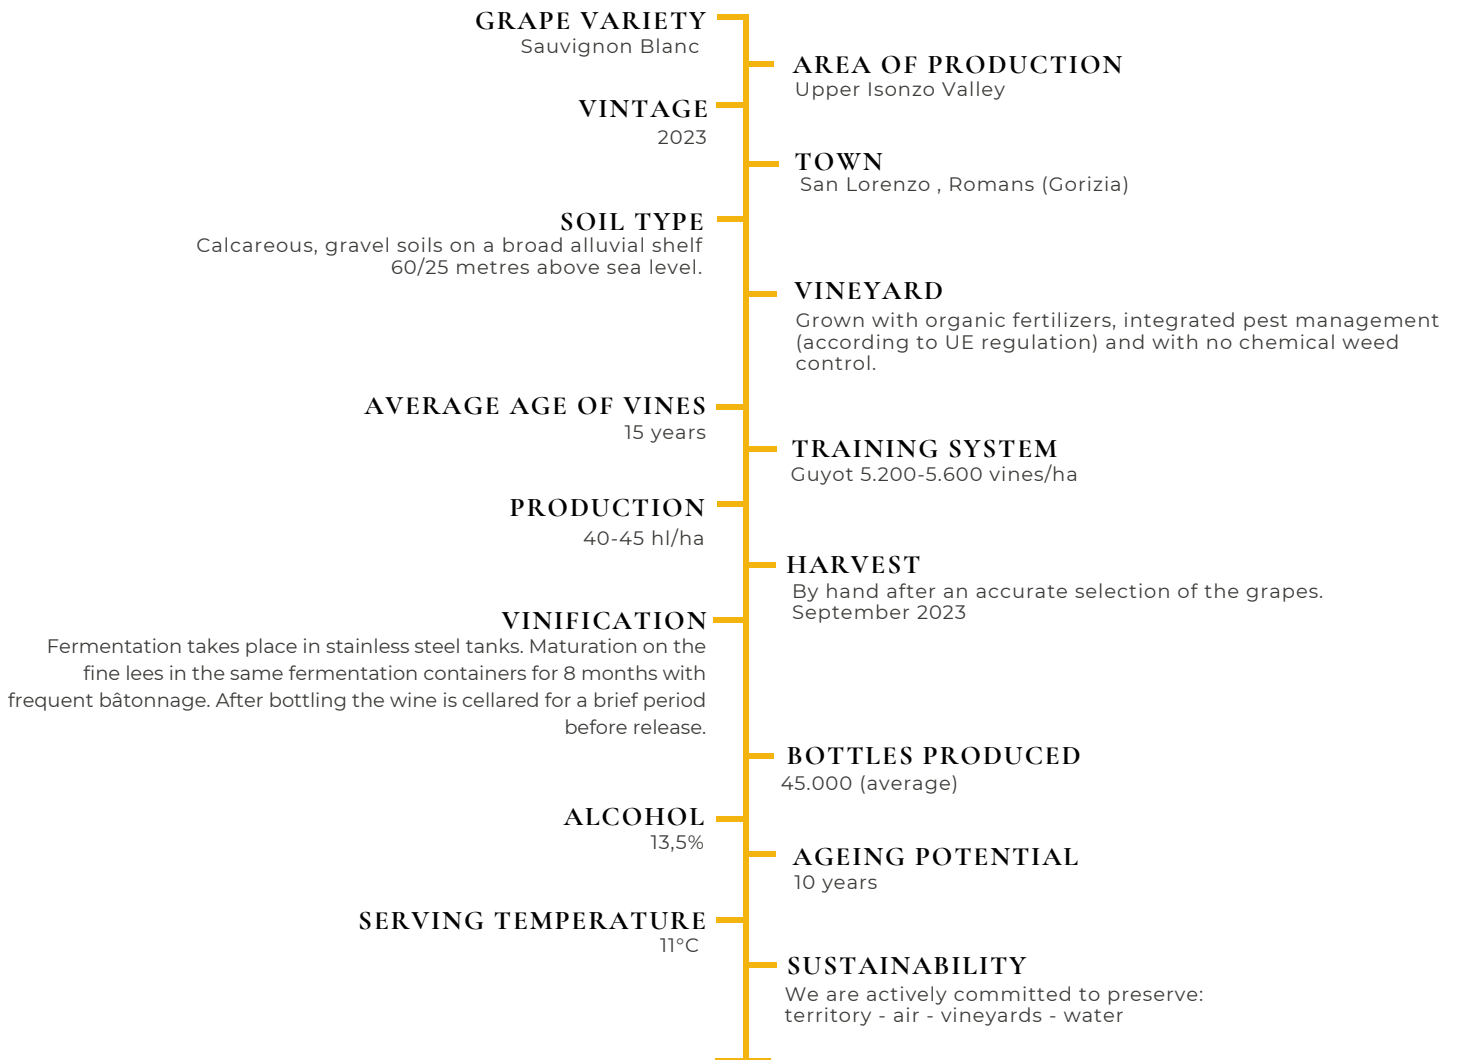 GRAPE VARIETY
Sauvignon Blanc
AREA OF PRODUCTION
Upper Isonzo Valley
VINTAGE
2023
TOWN
San Lorenzo , Romans (Gorizia)
SOIL TYPE
Calcareous, gravel soils on a broad alluvial shelf
60/25 metres above sea level.
VINEYARD
Grown with organic fertilizers, integrated pest management
(according to UE regulation) and with no chemical weed
control.
AVERAGE AGE OF VINES
15 years
TRAINING SYSTEM
Guyot 5.200-5.600 vines/ha
PRODUCTION
40-45 hl/ha
HARVEST
By hand after an accurate selection of the grapes.
September 2023
VINIFICATION
Fermentation takes place in stainless steel tanks. Maturation on the
fine lees in the same fermentation containers for 8 months with
frequent bâtonnage. After bottling the wine is cellared for a brief period
before release.
BOTTLES PRODUCED
45.000 (average)
ALCOHOL
13,5%
AGEING POTENTIAL
10 years
SERVING TEMPERATURE
11°C
SUSTAINABILITY
We are actively committed to preserve:
territory - air - vineyards - water